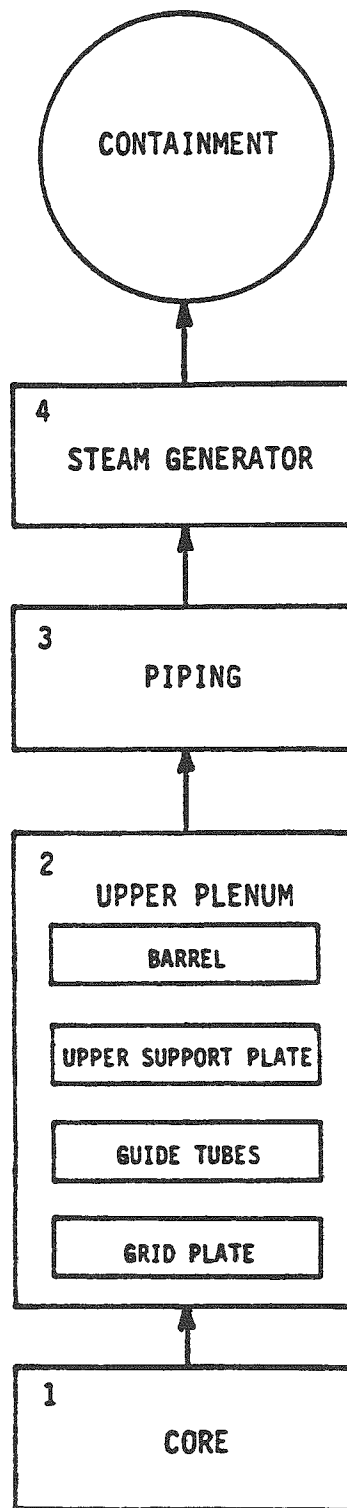 CONTAINMENT
4
STEAM GENERATOR
3
PIPING
2
UPPER PLENUM
BARREL
UPPER SUPPORT PLATE
GUIDE TUBES
GRID PLATE
1
CORE